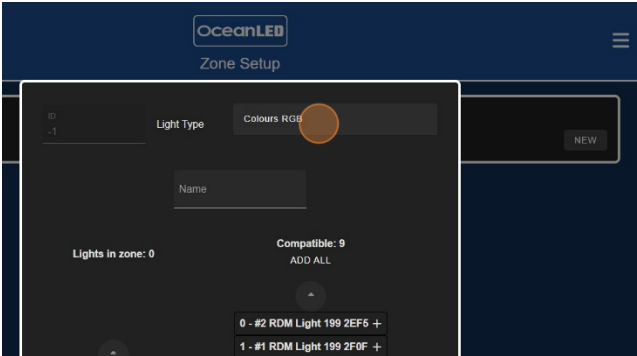 OceanLED
Zone Setup
ID
-1
Light Type
Colours RGB
NEW
Name
Lights in zone: 0
Compatible: 9
ADD ALL
0 - #2 RDM Light 199 2EF5 +
1 - #1 RDM Light 199 2F0F +